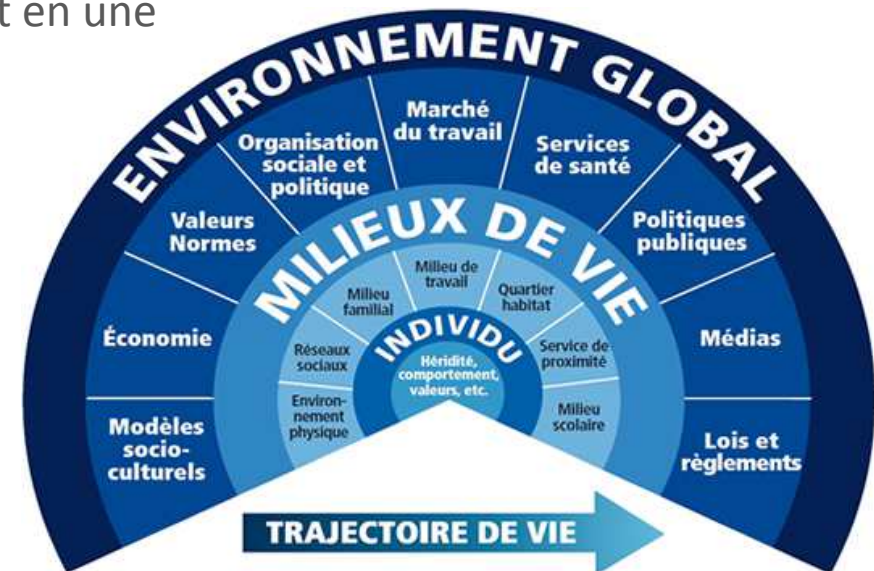 t en une
ENVIRONNEMENT GLOBAL
Modèles
socio-
culturels
Économie
Valeurs
Normes
Organisation
sociale et
politique
Marché
du travail
Services
de santé
Politiques
publiques
Médias
Lois et
règlements
MILIEUX DE VIE
Environ-
nement
physique
Réseaux
sociaux
Milieu
familial
Milieu de
travail
Quartier
habitat
Service de
proximité
Milieu
scolaire
INDIVIDU
Héridité,
comportement,
valeurs, etc.
TRAJECTOIRE DE VIE